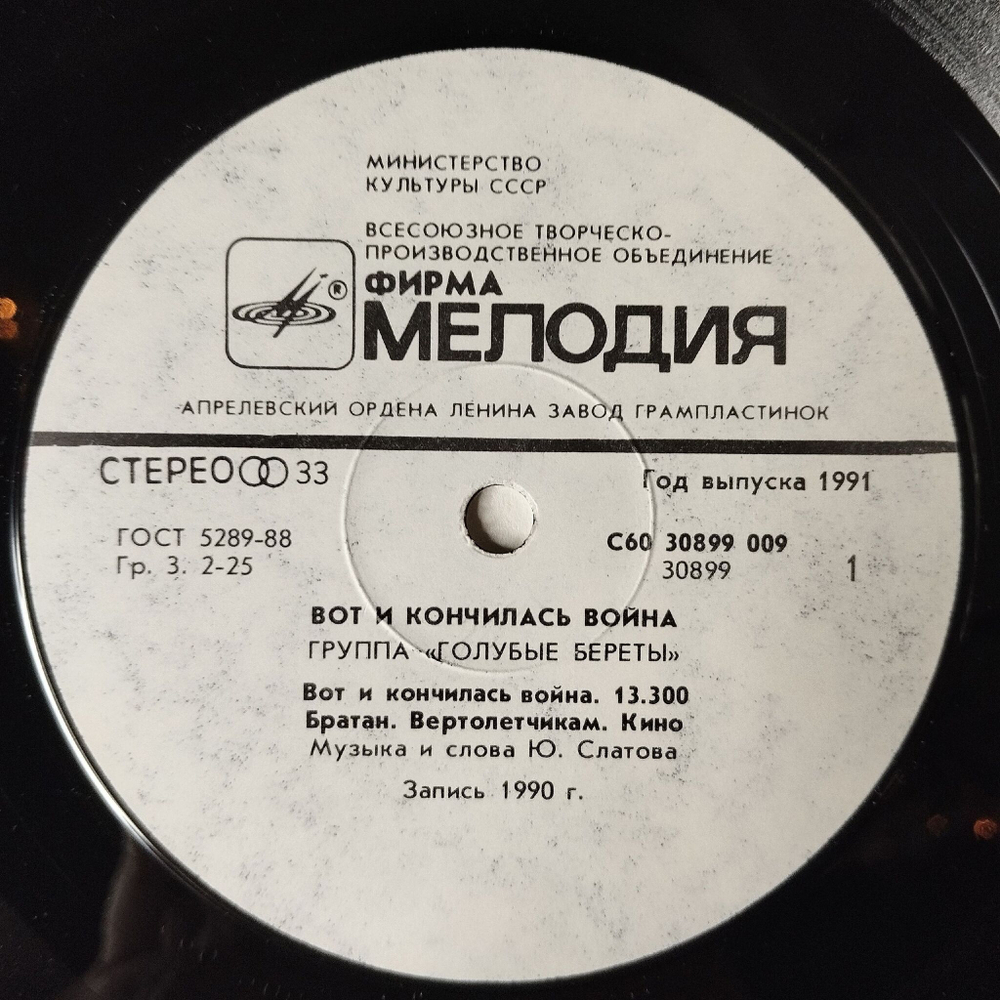 МИНИСТЕРСТВО
КУЛЬТУРЫ СССР
ВСЕСОЮЗНОЕ ТВОРЧЕСКО-
ПРОИЗВОДСТВЕННОЕ ОБЪЕДИНЕНИЕ
ФИРМА
®
МЕЛОДИЯ
АПРЕЛЕВСКИЙ ОРДЕНА ЛЕНИНА ЗАВОД ГРАМПЛАСТИНОК
СТЕРЕО 33
Год выпуска 1991
ГОСТ 5289-88
С60 30899 009
Гр. 3. 2-25
30899
1
ВОТ И КОНЧИЛАСЬ ВОЙНА
ГРУППА «ГОЛУБЫЕ БЕРЕТЫ»
Вот и кончилась война. 13.300
Братан. Вертолетчикам. Кино
Музыка и слова Ю. Слатова
Запись 1990 г.